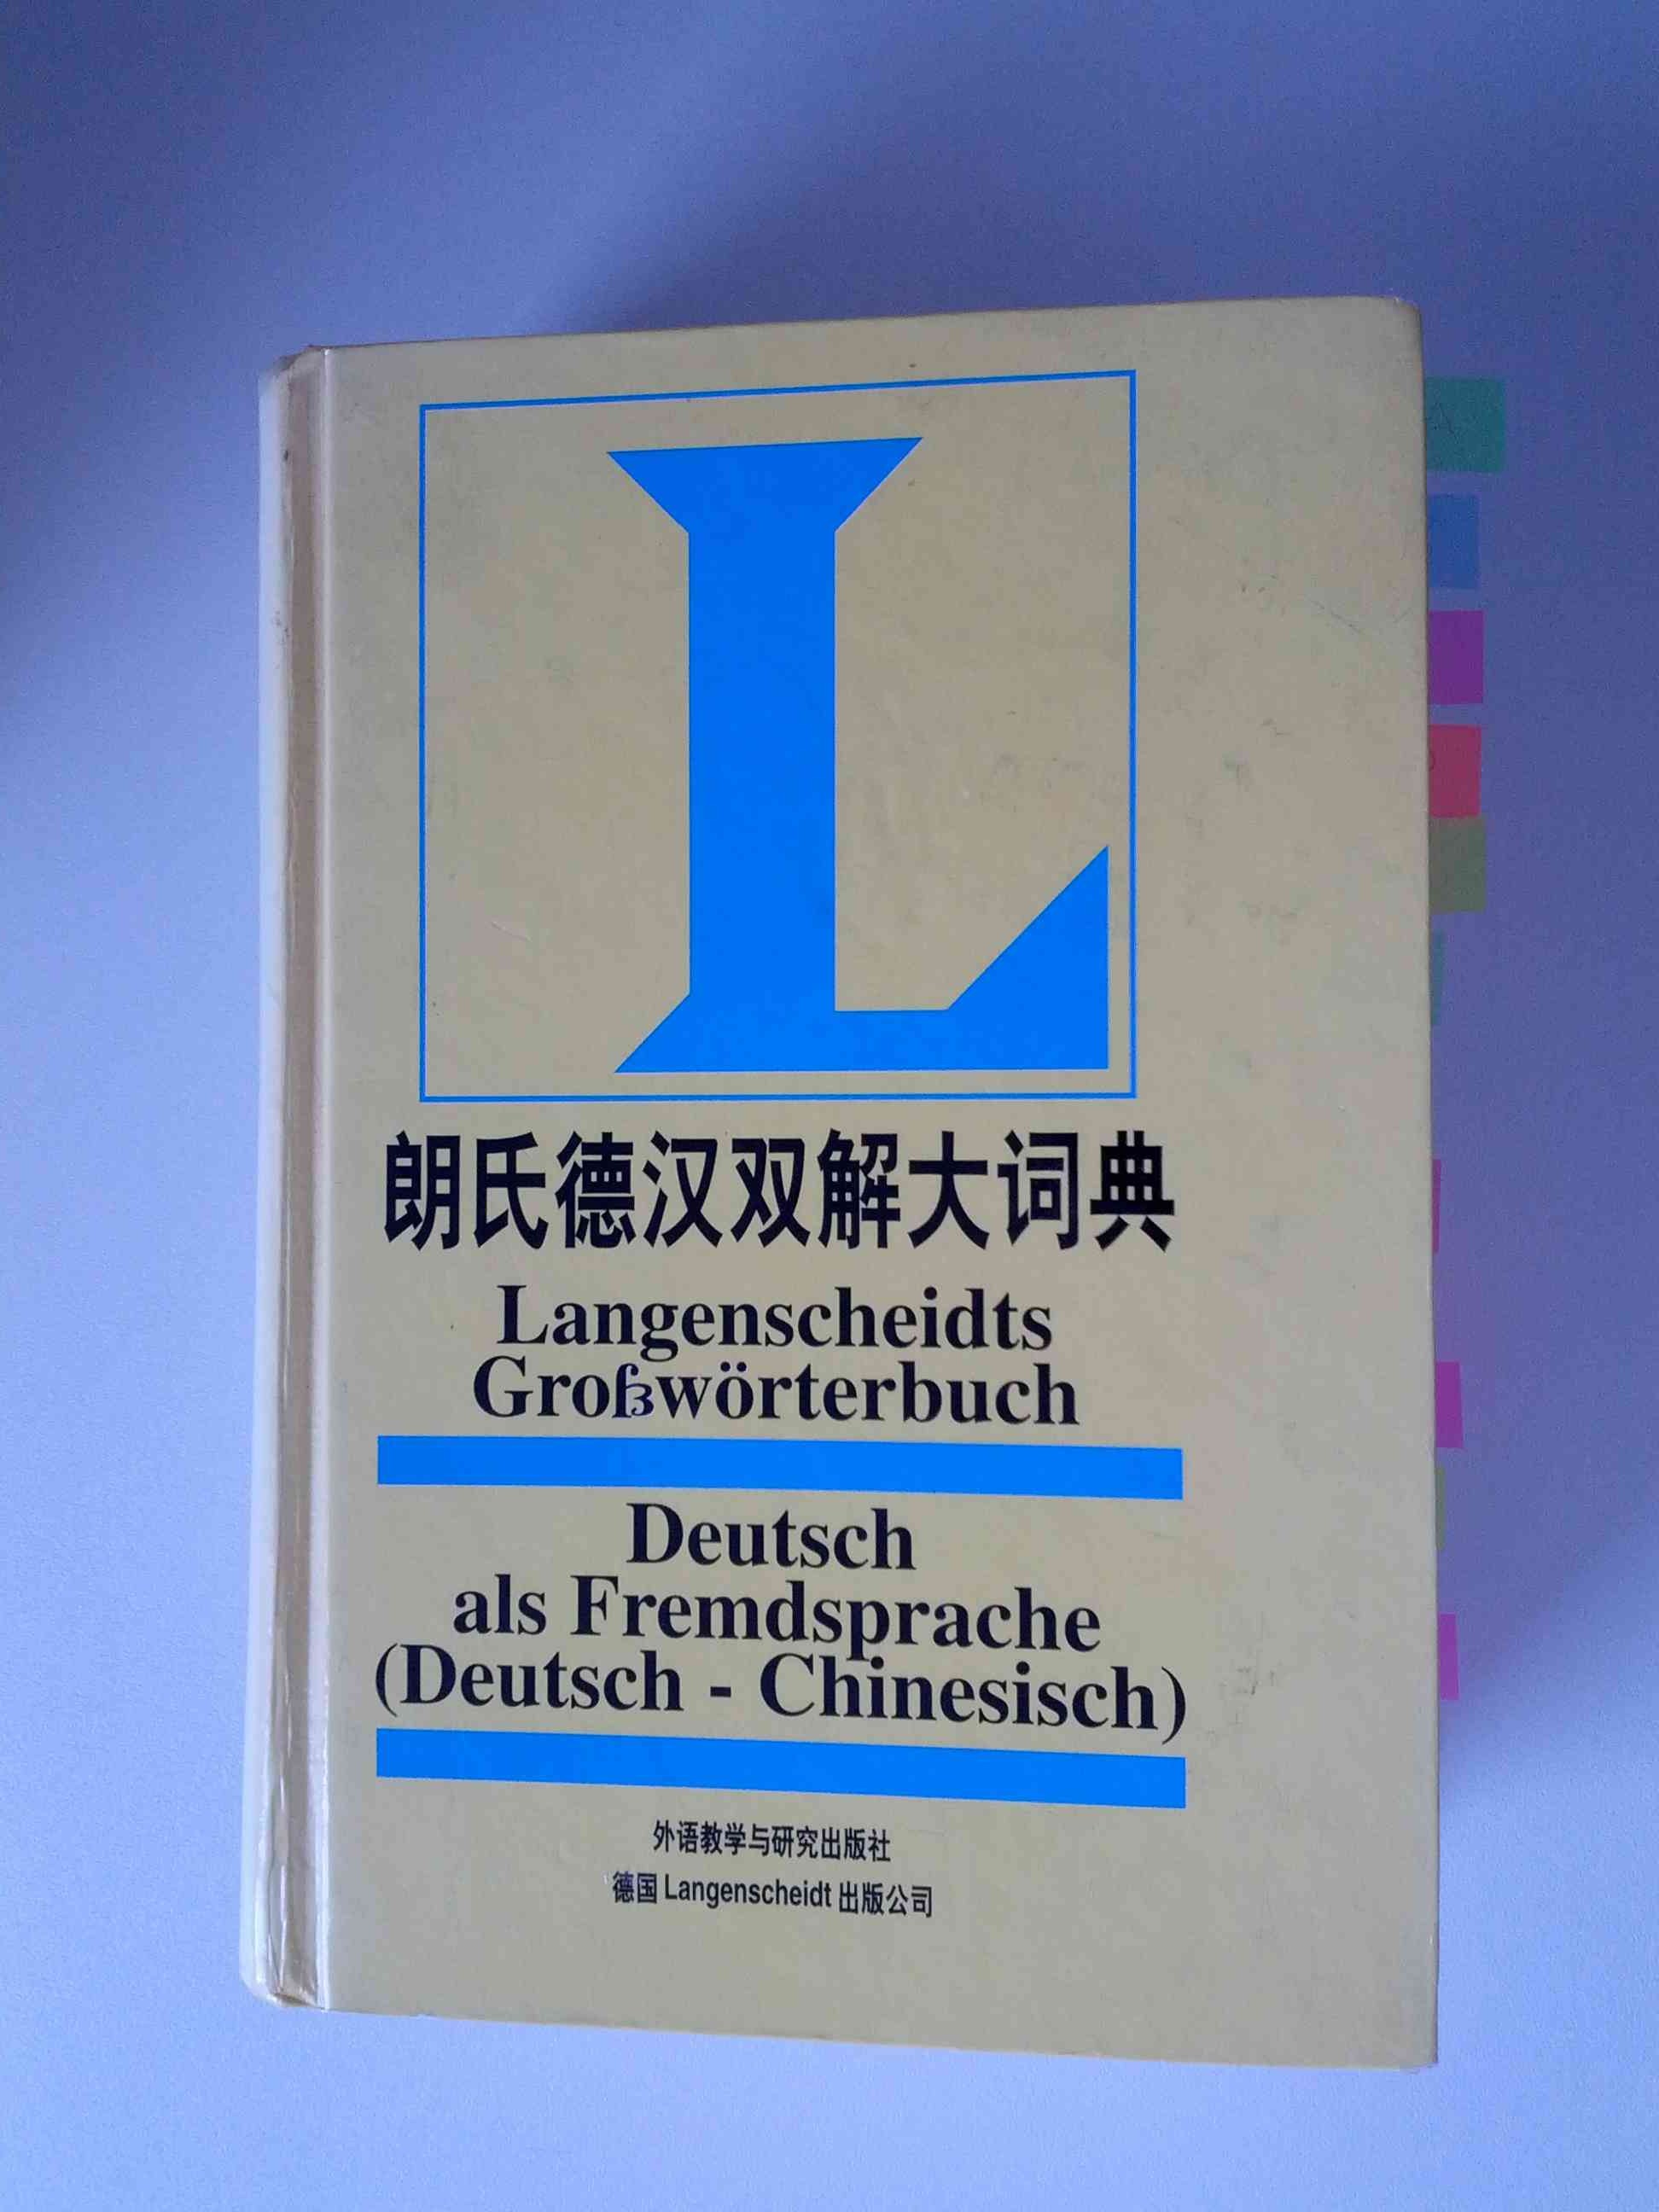 L
朗氏德汉双解大词典
Langenscheidts
Großwörterbuch
Deutsch
als Fremdsprache
(Deutsch - Chinesisch)
外语教学与研究出版社
德国 Langenscheidt 出版公司
A